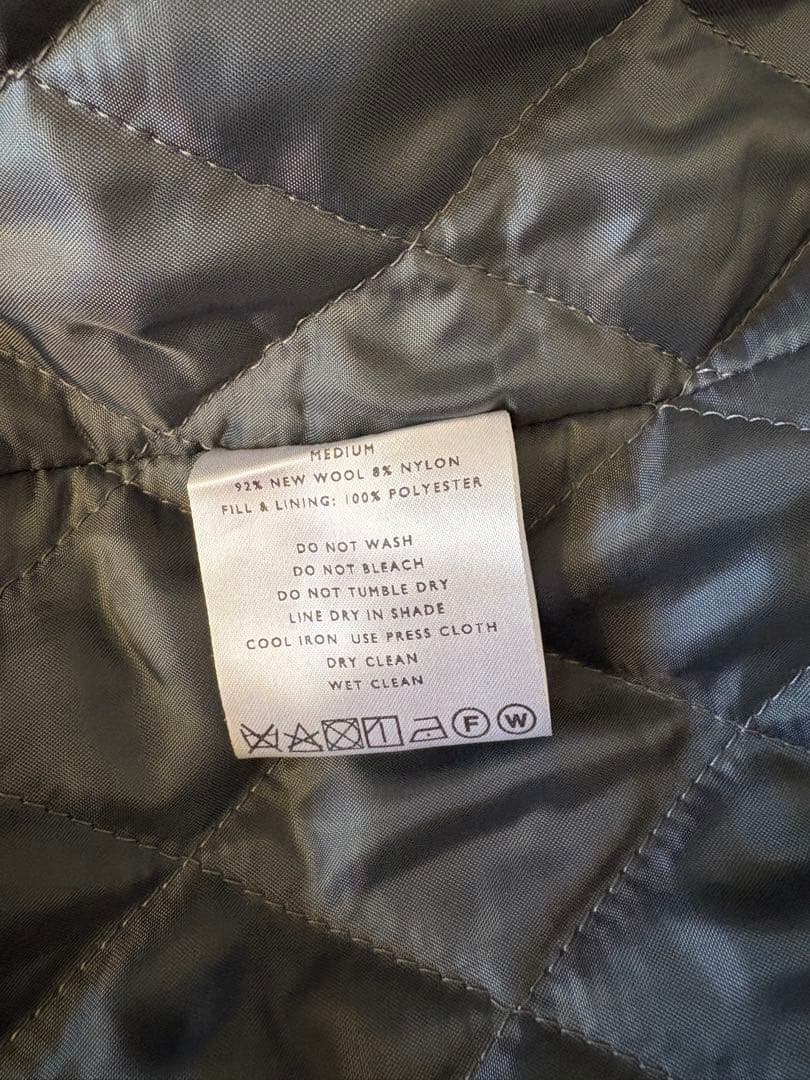 MEDIUM
92% NEW WOOL 8% NYLON
FILL & LINING: 100% POLYESTER
DO NOT WASH
DO NOT BLEACH
DO NOT TUMBLE DRY
LINE DRY IN SHADE
COOL IRON USE PRESS CLOTH
DRY CLEAN
WET CLEAN
F W